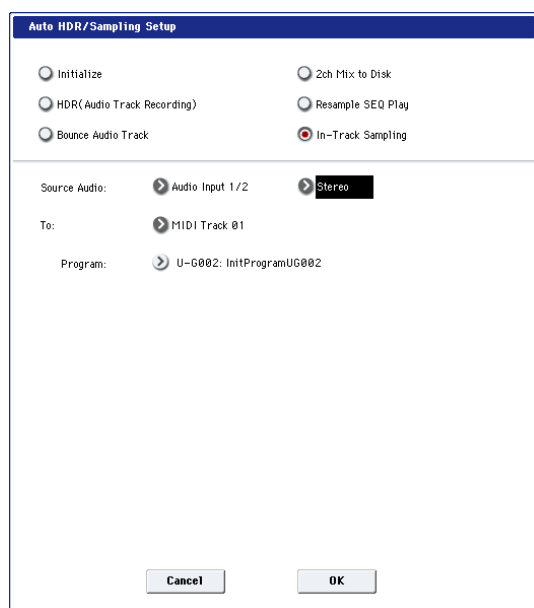 Auto HDR/Sampling Setup
Initialize
2ch Mix to Disk
HDR(Audio Track Recording)
Resample SEQ Play
Bounce Audio Track
In-Track Sampling
Source Audio: Audio Input 1/2 Stereo
To: MIDI Track 01
Program: U-G002: InitProgramUG002
Cancel OK